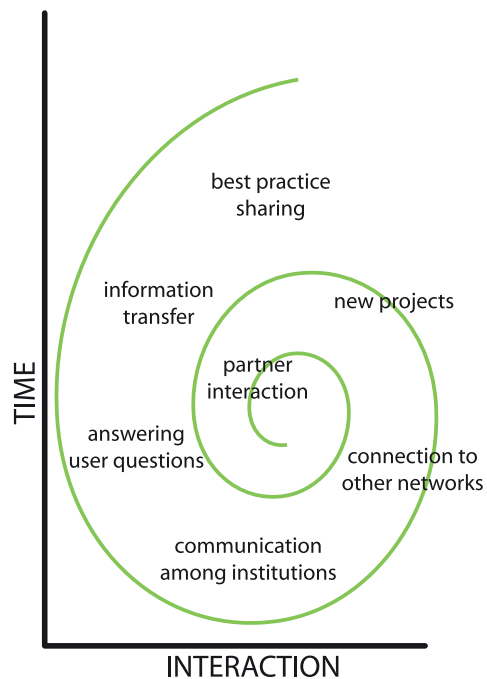 best practice
sharing
information
transfer
new projects
partner
interaction
TIME
answering
user questions
connection to
other networks
communication
among institutions
INTERACTION